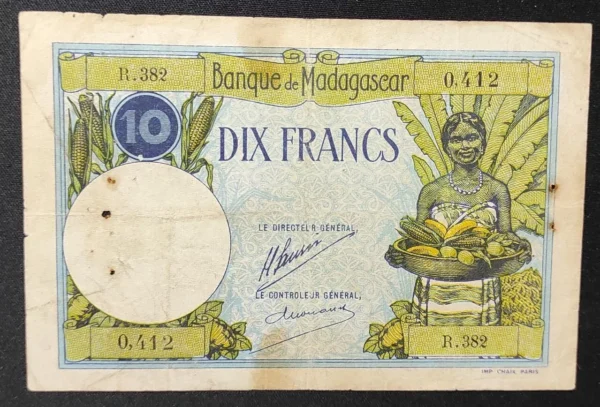 R.382 Banque de Madagascar 0,412
10
DIX FRANCS
LE DIRECTEUR GÉNÉRAL,
LE CONTROLEUR GÉNÉRAL,
0,412
R.382
IMP CHAIX PARIS